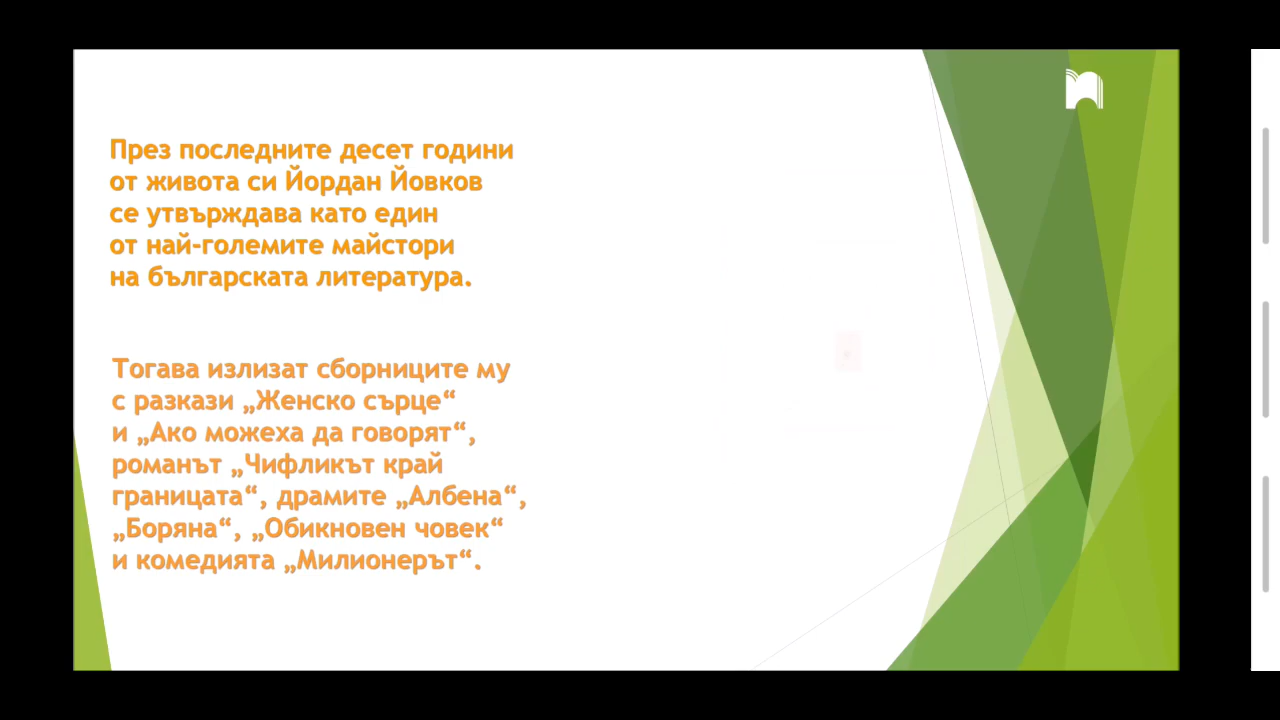 През последните десет години
от живота си Йордан Йовков
се утвърждава като един
от най-големите майстори
на българската литература.
Тогава излизат сборниците му
с разкази „Женско сърце“
и „Ако можеха да говорят“,
романът „Чифликът край
границата“, драмите „Албена“,
„Боряна“, „Обикновен човек“
и комедията „Милионерът“.